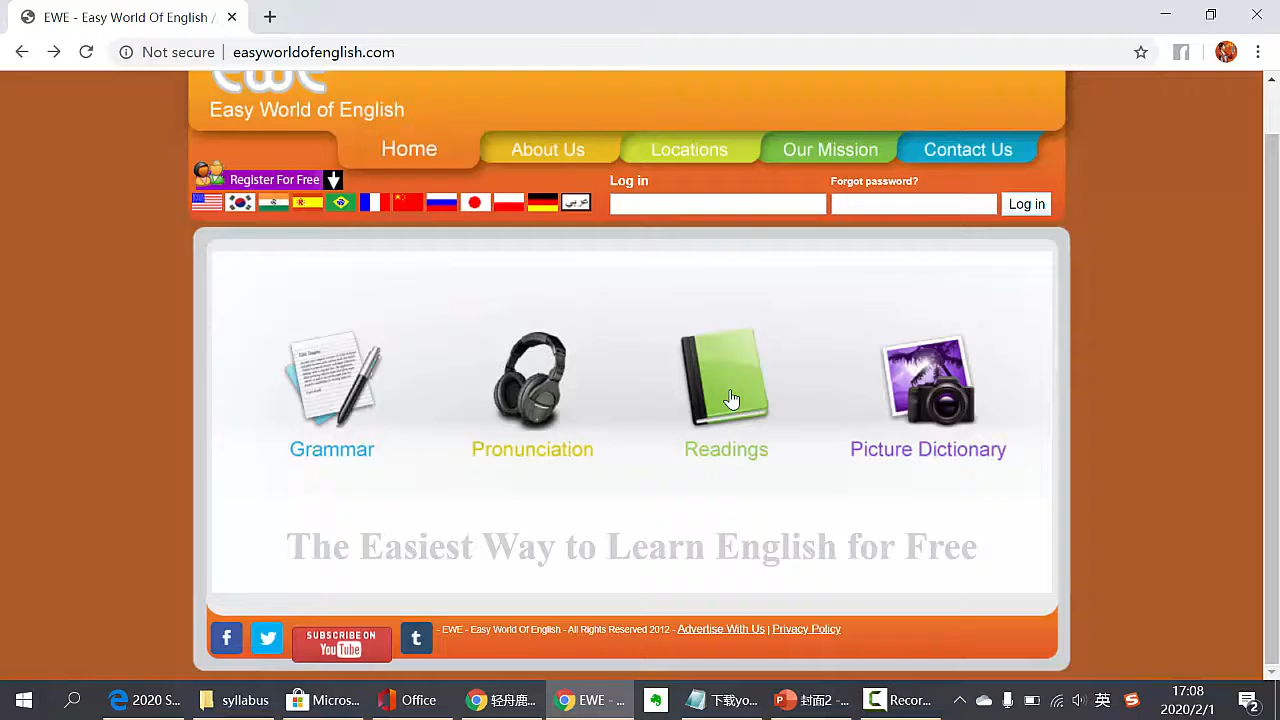 EWE - Easy World of English /
Not secure
easyworldofenglish.com
ewe
Easy World of English
Home
About Us
Locations
Our Mission
Contact Us
Register For Free
Log in
Forgot password?
عربي
Log in
Grammar
Pronunciation
Readings
Picture Dictionary
The Easiest Way to Learn English for Free
SUBSCRIBE ON
YouTube
- EWE - Easy World Of English - All Rights Reserved 2012 - Advertise With Us | Privacy Policy
2020 S...
syllabus
Micros...
Office
轻舟鹿...
EWE - ...
下载yo...
封面2 -...
Recor...
英
17:08
2020/2/1
2